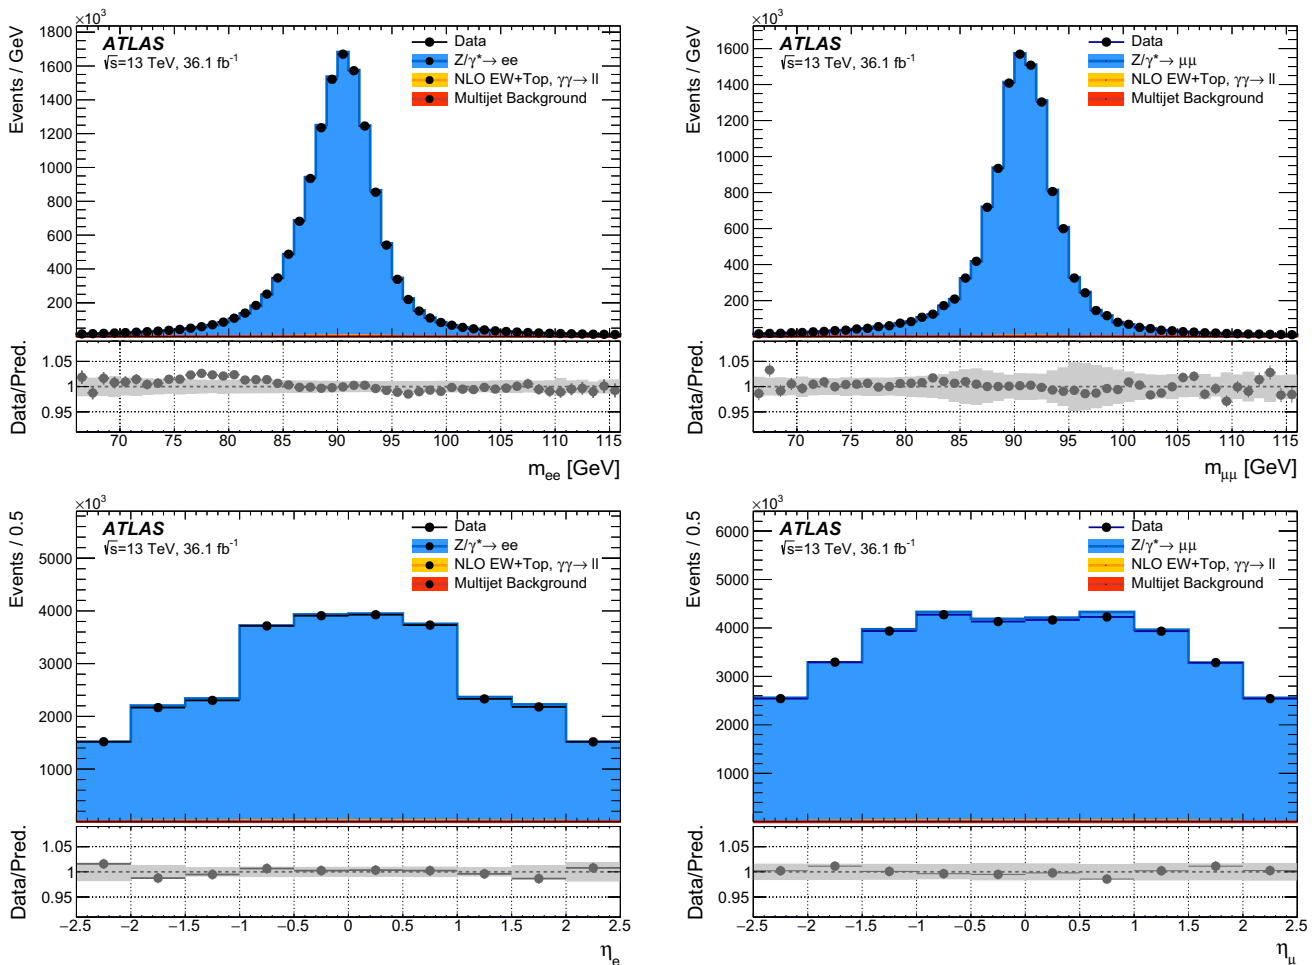 ×10³
Events / GeV
1800
1600
1400
1200
1000
800
600
400
200
ATLAS
√s=13 TeV, 36.1 fb⁻¹
Data
Z/γ*→ ee
NLO EW+Top, γγ→ ll
Multijet Background
Data/Pred.
1.05
1
0.95
70 75 80 85 90 95 100 105 110 115
m_ee [GeV]
×10³
Events / GeV
1600
1400
1200
1000
800
600
400
200
ATLAS
√s=13 TeV, 36.1 fb⁻¹
Data
Z/γ*→ μμ
NLO EW+Top, γγ→ ll
Multijet Background
Data/Pred.
1.05
1
0.95
70 75 80 85 90 95 100 105 110 115
m_μμ [GeV]
×10³
Events / 0.5
5000
4000
3000
2000
1000
ATLAS
√s=13 TeV, 36.1 fb⁻¹
Data
Z/γ*→ ee
NLO EW+Top, γγ→ ll
Multijet Background
Data/Pred.
1.05
1
0.95
−2.5 −2 −1.5 −1 −0.5 0 0.5 1 1.5 2 2.5
η_e
×10³
Events / 0.5
6000
5000
4000
3000
2000
1000
ATLAS
√s=13 TeV, 36.1 fb⁻¹
Data
Z/γ*→ μμ
NLO EW+Top, γγ→ ll
Multijet Background
Data/Pred.
1.05
1
0.95
−2.5 −2 −1.5 −1 −0.5 0 0.5 1 1.5 2 2.5
η_μ